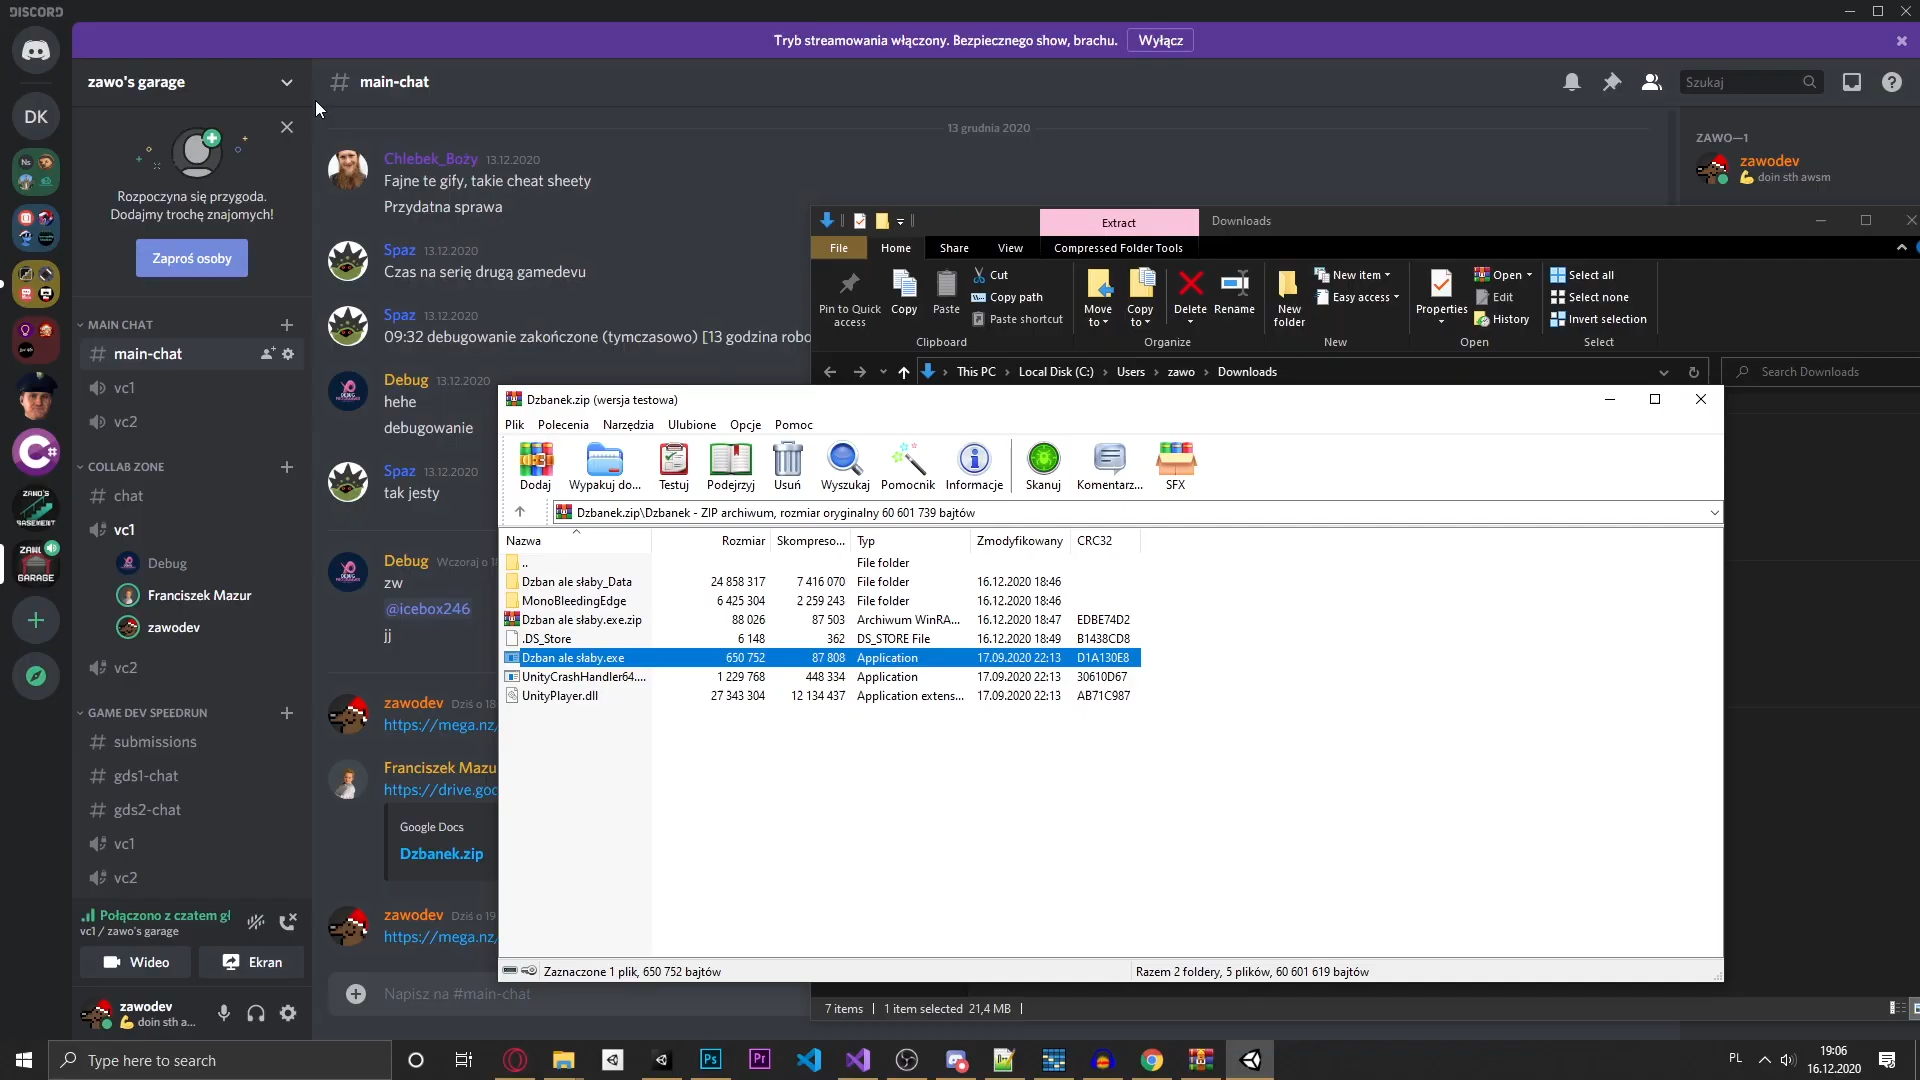 DISCORD
Tryb streamowania włączony. Bezpiecznego show, brachu.
Wyłącz
zawo's garage
main-chat
Szukaj
DK
Rozpoczyna się przygoda.
Dodajmy trochę znajomych!
Zaproś osoby
MAIN CHAT
main-chat
vc1
vc2
COLLAB ZONE
chat
vc1
Debug
Franciszek Mazur
zawodev
vc2
GAME DEV SPEEDRUN
submissions
gds1-chat
gds2-chat
vc1
vc2
ZAWO'S
BASEMENT
GARAGE
Połączono z czatem gł
vc1 / zawo's garage
Wideo
Ekran
zawodev
doin sth a...
13 grudnia 2020
Chlebek_Boży 13.12.2020
Fajne te gify, takie cheat sheety
Przydatna sprawa
Spaz 13.12.2020
Czas na serię drugą gamedevu
Spaz 13.12.2020
09:32 debugowanie zakończone (tymczasowo) [13 godzina robo
Debug 13.12.2020
hehe
debugowanie
Spaz 13.12.2020
tak jesty
Debug Wczoraj o 1
zw
@icebox246
jj
zawodev Dziś o 18
https://mega.nz/
Franciszek Mazu
https://drive.goo
Google Docs
Dzbanek.zip
zawodev Dziś o 19
https://mega.nz/
Napisz na #main-chat
ZAWO—1
zawodev
doin sth awsm
Extract
Downloads
File
Home
Share
View
Compressed Folder Tools
Pin to Quick
access
Copy
Paste
Cut
Copy path
Paste shortcut
Clipboard
Move
to
Copy
to
Delete
Rename
Organize
New
folder
New item
Easy access
New
Properties
Open
Edit
History
Open
Select all
Select none
Invert selection
Select
This PC
Local Disk (C:)
Users
zawo
Downloads
Search Downloads
Dzbanek.zip (wersja testowa)
Plik Polecenia Narzędzia Ulubione Opcje Pomoc
Dodaj Wypakuj do... Testuj Podejrzyj Usuń Wyszukaj Pomocnik Informacje Skanuj Komentarz... SFX
Dzbanek.zip\Dzbanek - ZIP archiwum, rozmiar oryginalny 60 601 739 bajtów
Nazwa Rozmiar Skompreso... Typ Zmodyfikowany CRC32
.. File folder
Dzban ale słaby_Data 24 858 317 7 416 070 File folder 16.12.2020 18:46
MonoBleedingEdge 6 425 304 2 259 243 File folder 16.12.2020 18:46
Dzban ale słaby.exe.zip 88 026 87 503 Archiwum WinRA... 16.12.2020 18:47 EDBE74D2
.DS_Store 6 148 362 DS_STORE File 16.12.2020 18:49 B1438CD8
Dzban ale słaby.exe 650 752 87 808 Application 17.09.2020 22:13 D1A130E8
UnityCrashHandler64.... 1 229 768 448 334 Application 17.09.2020 22:13 30610D67
UnityPlayer.dll 27 343 304 12 134 437 Application extens... 17.09.2020 22:13 AB71C987
Zaznaczone 1 plik, 650 752 bajtów
Razem 2 foldery, 5 plików, 60 601 619 bajtów
7 items
1 item selected 21,4 MB
Type here to search
Ps
Pr
PL
19:06
16.12.2020